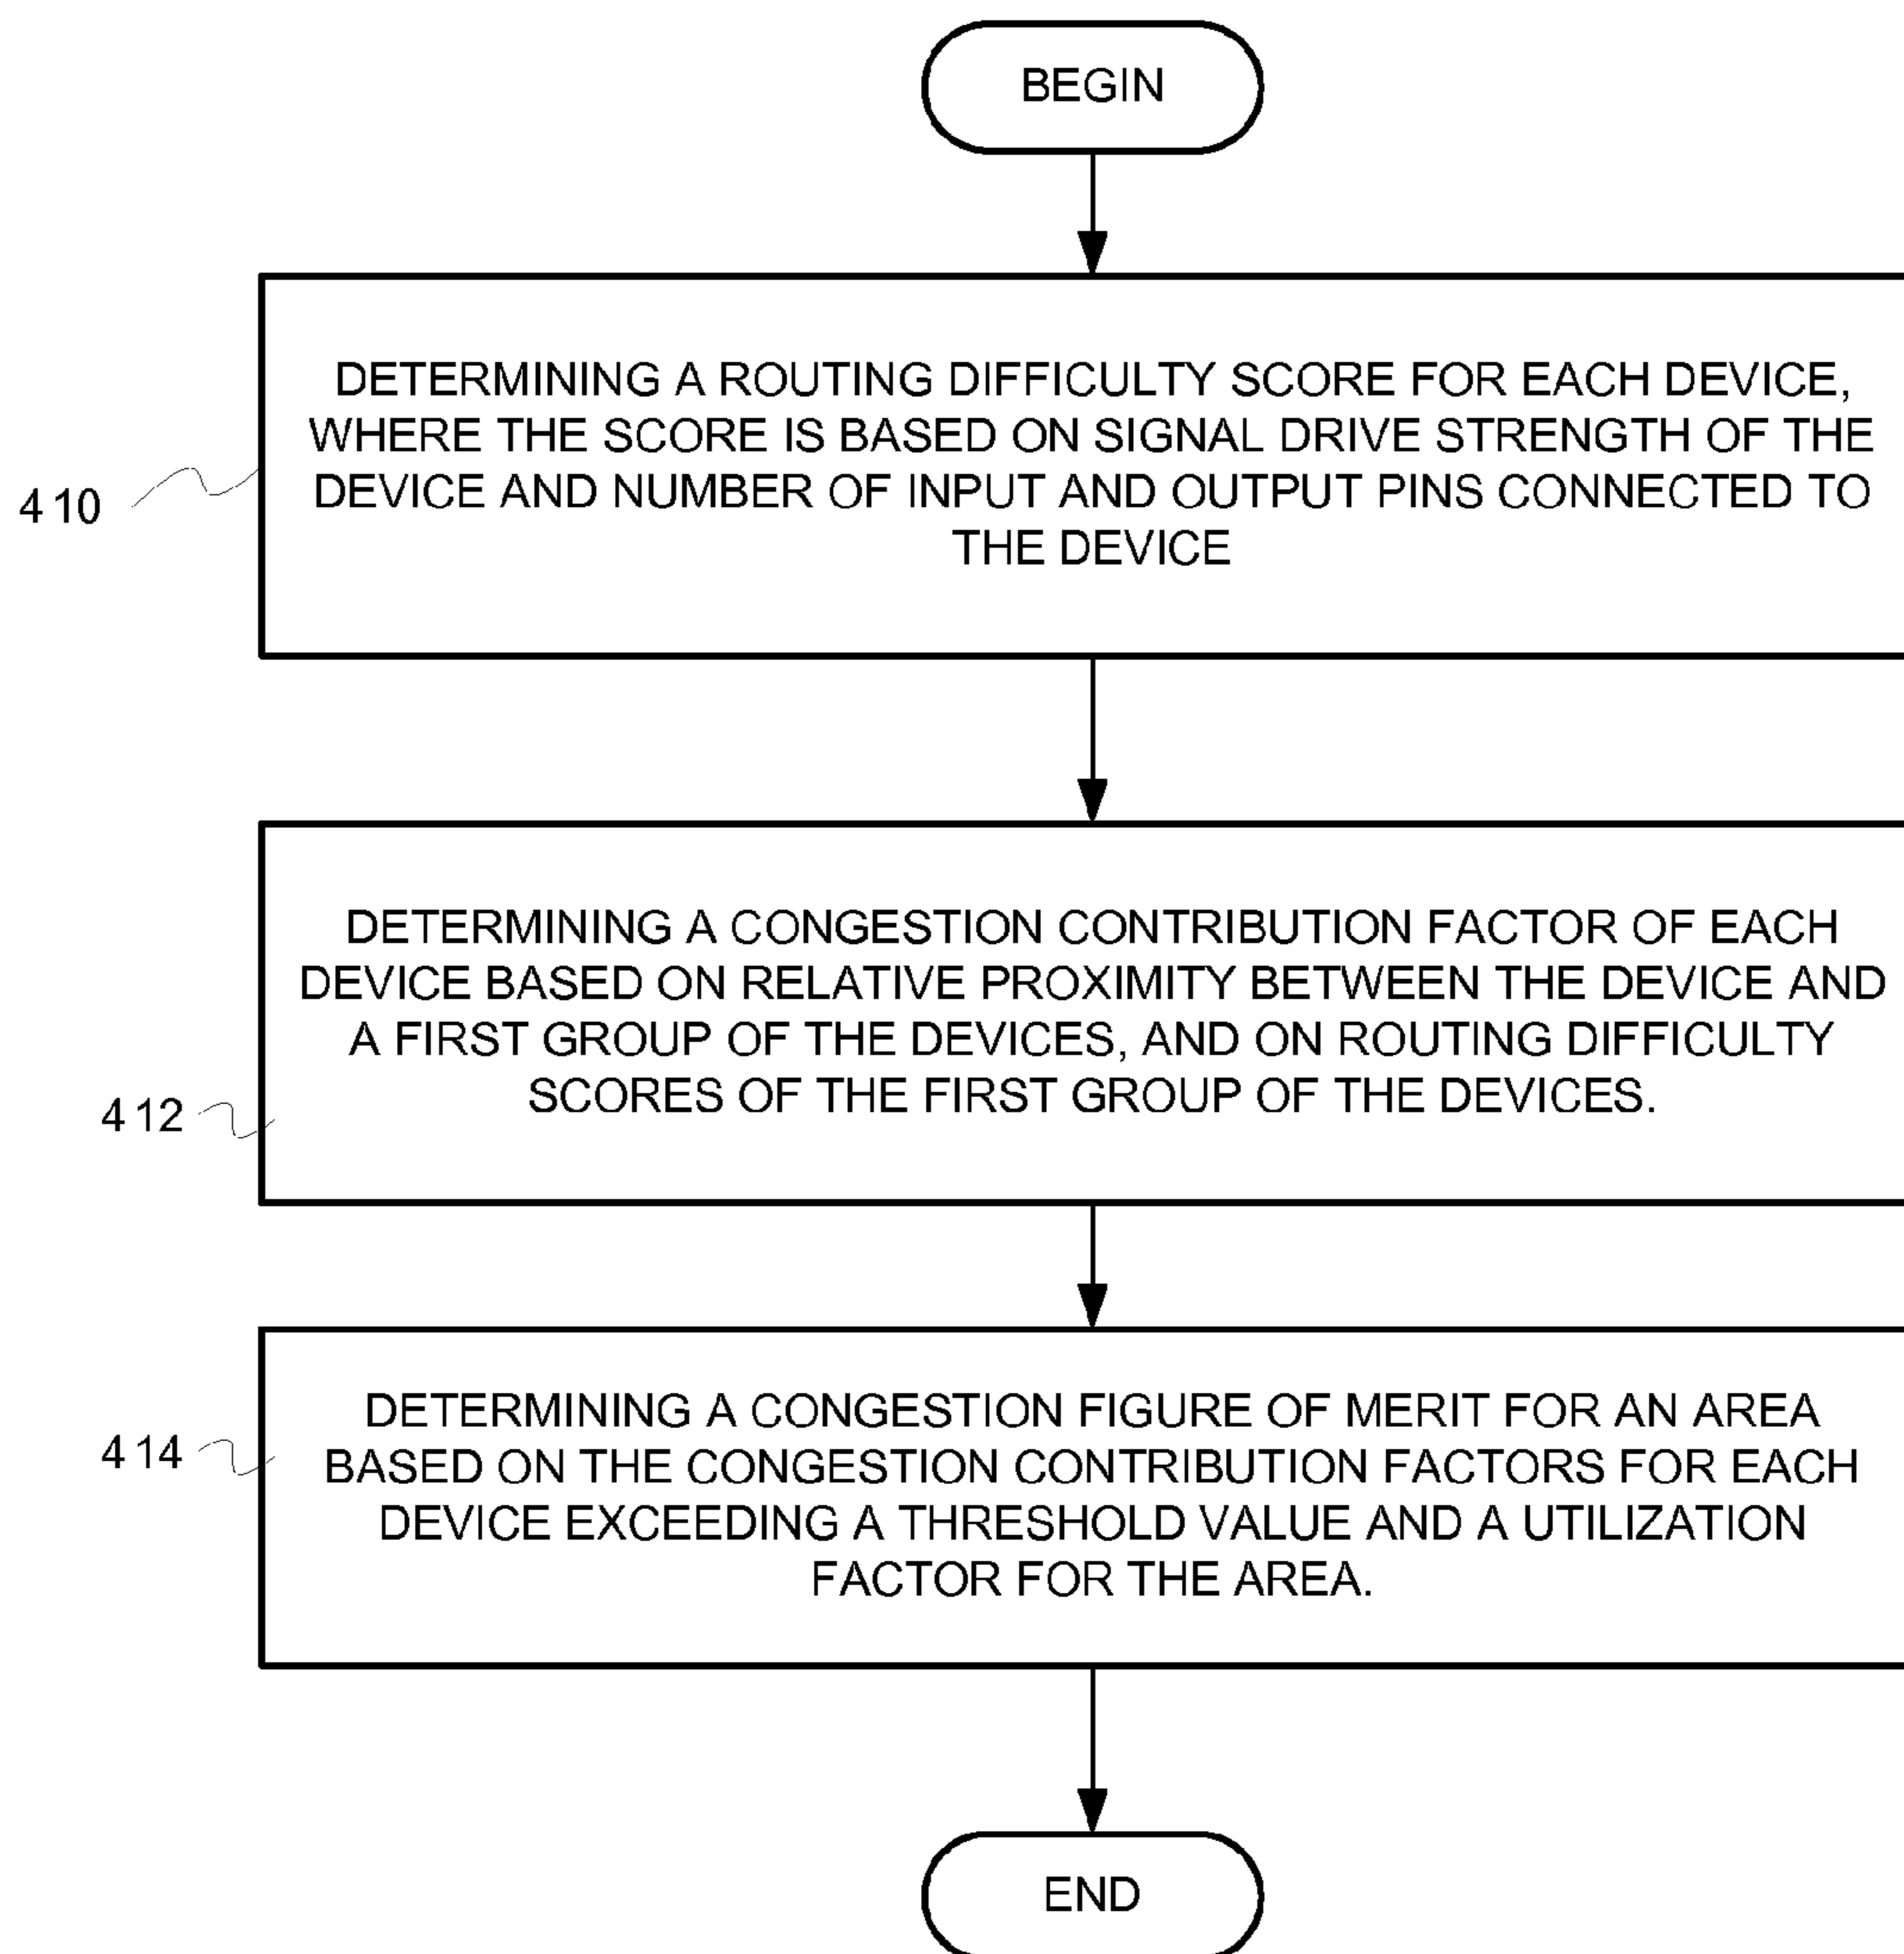 BEGIN
DETERMINING A ROUTING DIFFICULTY SCORE FOR EACH DEVICE,
WHERE THE SCORE IS BASED ON SIGNAL DRIVE STRENGTH OF THE
DEVICE AND NUMBER OF INPUT AND OUTPUT PINS CONNECTED TO
THE DEVICE
410
DETERMINING A CONGESTION CONTRIBUTION FACTOR OF EACH
DEVICE BASED ON RELATIVE PROXIMITY BETWEEN THE DEVICE AND
A FIRST GROUP OF THE DEVICES, AND ON ROUTING DIFFICULTY
SCORES OF THE FIRST GROUP OF THE DEVICES.
412
DETERMINING A CONGESTION FIGURE OF MERIT FOR AN AREA
BASED ON THE CONGESTION CONTRIBUTION FACTORS FOR EACH
DEVICE EXCEEDING A THRESHOLD VALUE AND A UTILIZATION
FACTOR FOR THE AREA.
414
END